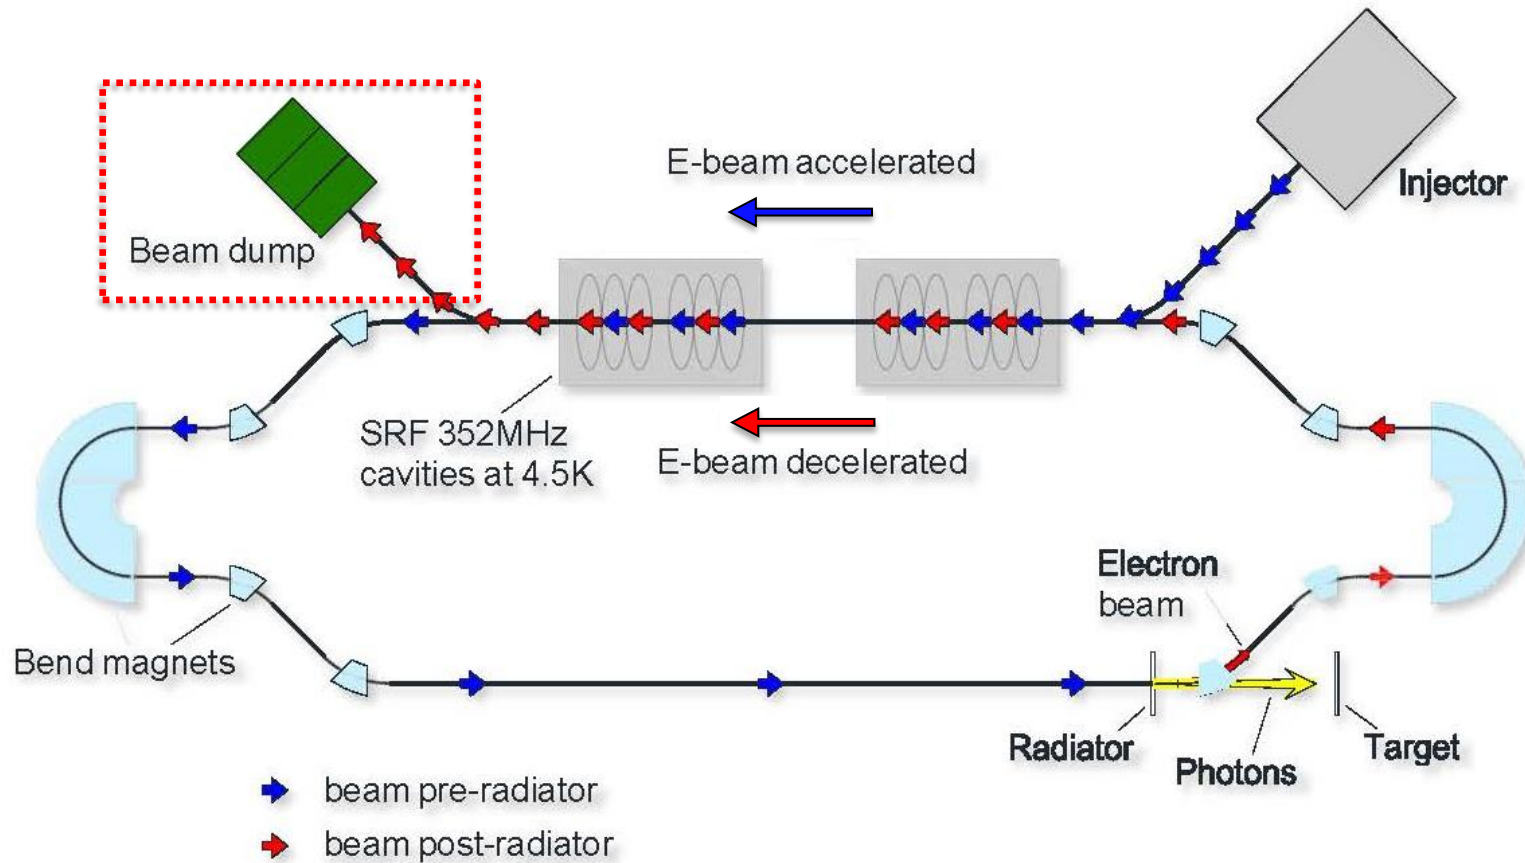 E-beam accelerated
Injector
Beam dump
SRF 352MHz
cavities at 4.5K
E-beam decelerated
Electron
beam
Bend magnets
Radiator
Photons
Target
beam pre-radiator
beam post-radiator